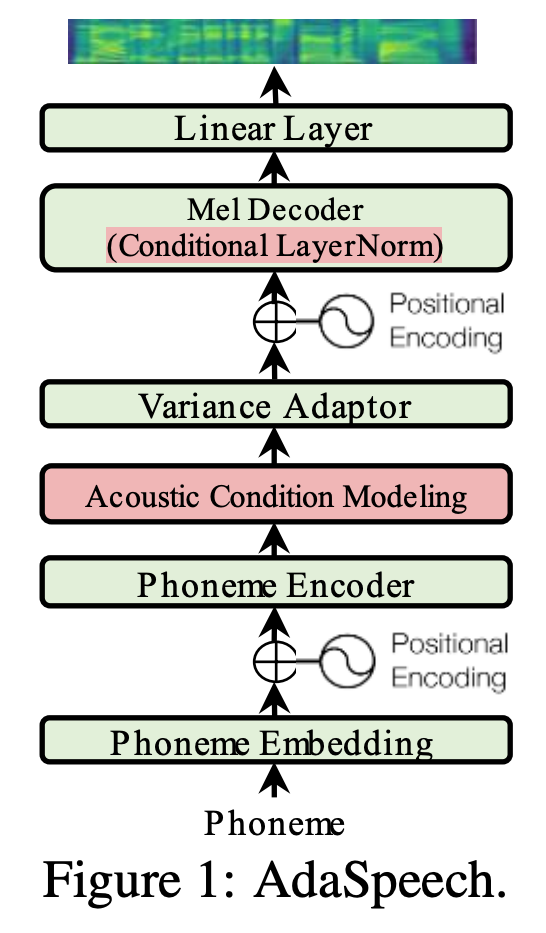 Linear Layer
Mel Decoder
(Conditional LayerNorm)
Positional
Encoding
Variance Adaptor
Acoustic Condition Modeling
Phoneme Encoder
Positional
Encoding
Phoneme Embedding
Phoneme
Figure 1: AdaSpeech.